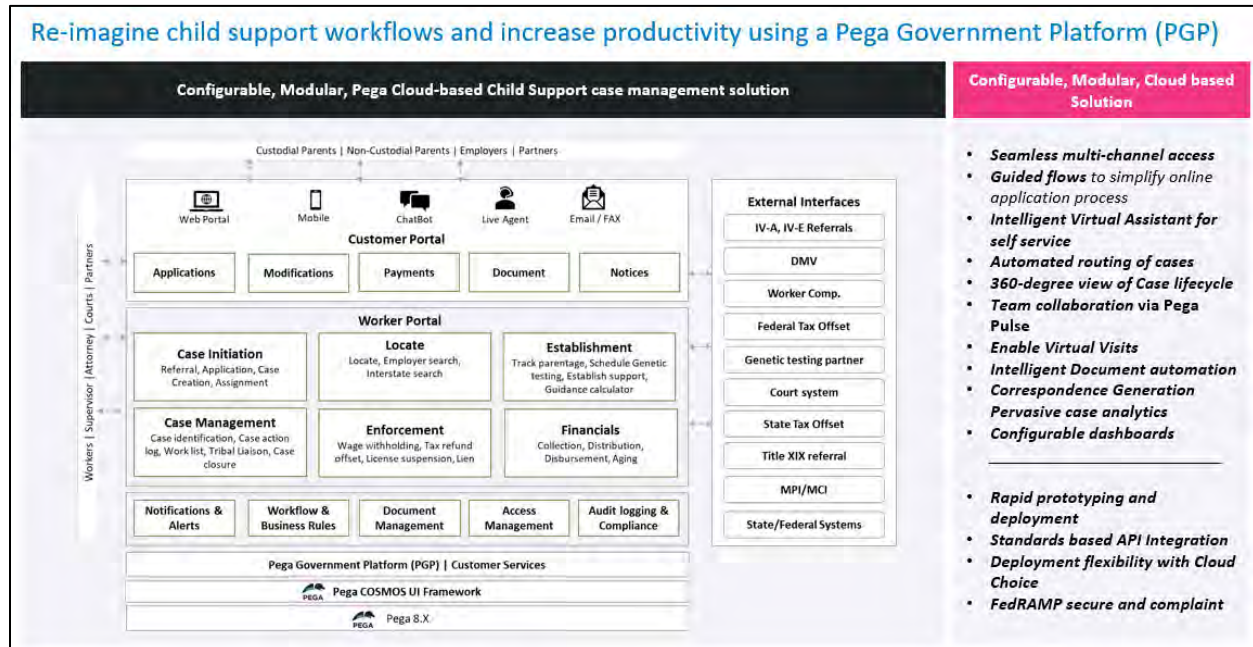 Re-imagine child support workflows and increase productivity using a Pega Government Platform (PGP)
Configurable, Modular, Pega Cloud-based Child Support case management solution
Custodial Parents | Non-Custodial Parents | Employers | Partners
Workers | Supervisor |Attorney | Courts | Partners
Web Portal
Mobile
ChatBot
Live Agent
Email / FAX
Customer Portal
Applications
Modifications
Payments
Document
Notices
Worker Portal
Case Initiation
Referral, Application, Case
Creation, Assignment
Locate
Locate, Employer search,
Interstate search
Establishment
Track parentage, Schedule Genetic
testing, Establish support,
Guidance calculator
Case Management
Case identification, Case action
log, Work list, Tribal Liaison, Case
closure
Enforcement
Wage withholding, Tax refund
offset, License suspension, Lien
Financials
Collection, Distribution,
Disbursement, Aging
Notifications &
Alerts
Workflow &
Business Rules
Document
Management
Access
Management
Audit logging &
Compliance
Pega Government Platform (PGP) | Customer Services
PEGA Pega COSMOS UI Framework
PEGA Pega 8.X
External Interfaces
IV-A, IV-E Referrals
DMV
Worker Comp.
Federal Tax Offset
Genetic testing partner
Court system
State Tax Offset
Title XIX referral
MPI/MCI
State/Federal Systems
Configurable, Modular, Cloud based
Solution
• Seamless multi-channel access
• Guided flows to simplify online
application process
• Intelligent Virtual Assistant for
self service
• Automated routing of cases
• 360-degree view of Case lifecycle
• Team collaboration via Pega
Pulse
• Enable Virtual Visits
• Intelligent Document automation
• Correspondence Generation
Pervasive case analytics
• Configurable dashboards
• Rapid prototyping and
deployment
• Standards based API Integration
• Deployment flexibility with Cloud
Choice
• FedRAMP secure and complaint